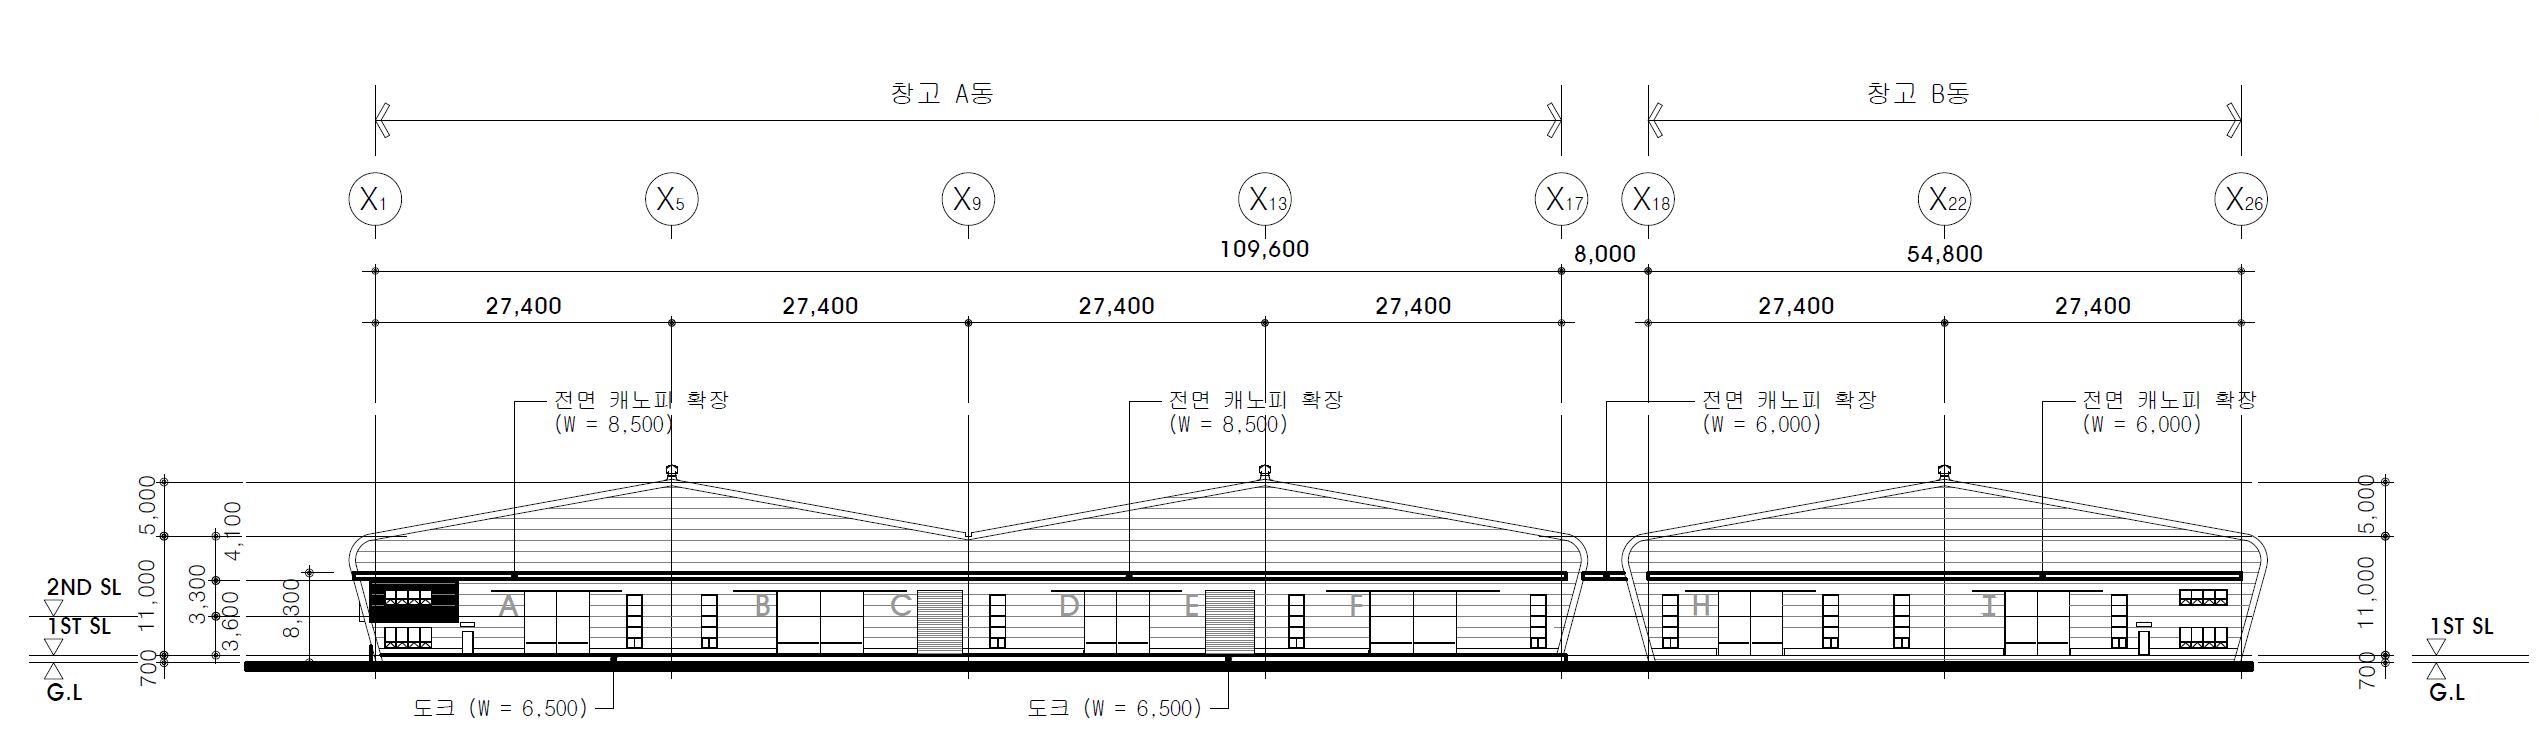 창고 A동
창고 B동
X1
X5
X9
X13
X17
X18
X22
X26
109,600
8,000
54,800
27,400
27,400
27,400
27,400
27,400
27,400
전면 캐노피 확장
(W = 8,500)
전면 캐노피 확장
(W = 8,500)
전면 캐노피 확장
(W = 6,000)
전면 캐노피 확장
(W = 6,000)
5,000
4,100
11,000
3,300
3,600
8,300
700
2ND SL
1ST SL
G.L
A
B
C
D
E
F
H
I
5,000
11,000
700
1ST SL
G.L
도크 (W = 6,500)
도크 (W = 6,500)